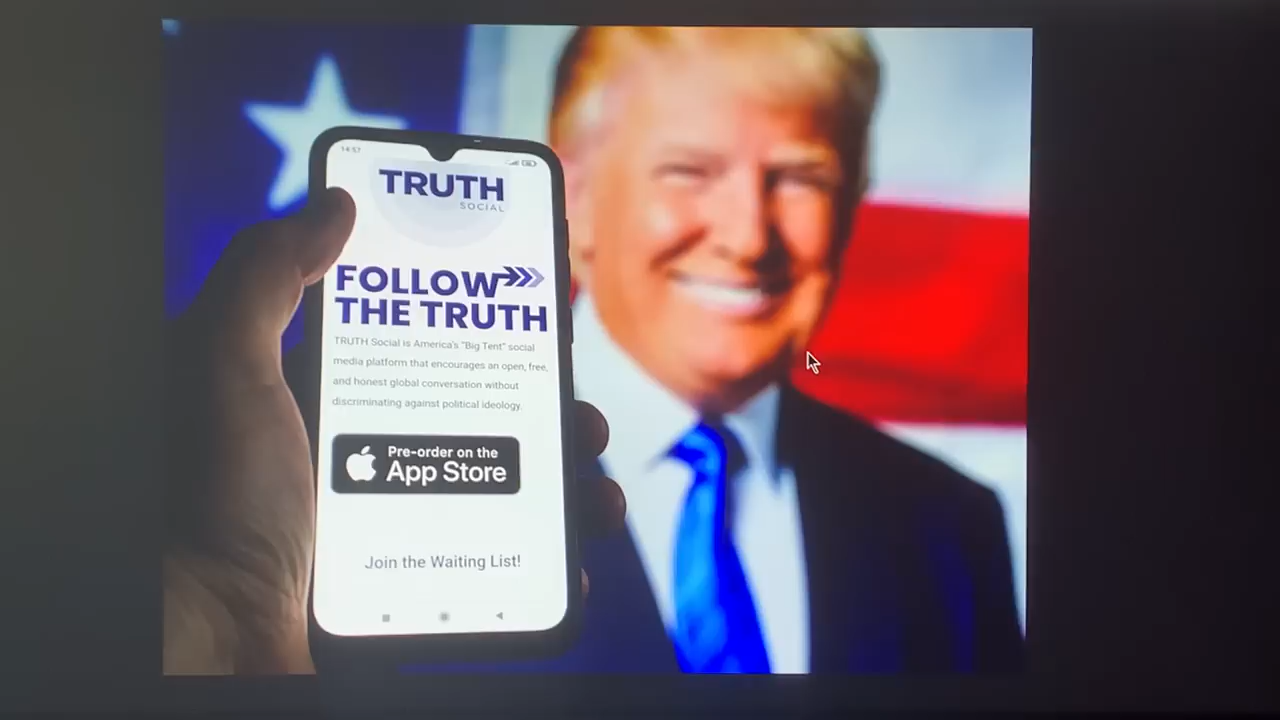 14:57
TRUTH
SOCIAL
FOLLOW
THE TRUTH
TRUTH Social is America's "Big Tent" social
media platform that encourages an open, free,
and honest global conversation without
discriminating against political ideology.
Pre-order on the
App Store
Join the Waiting List!